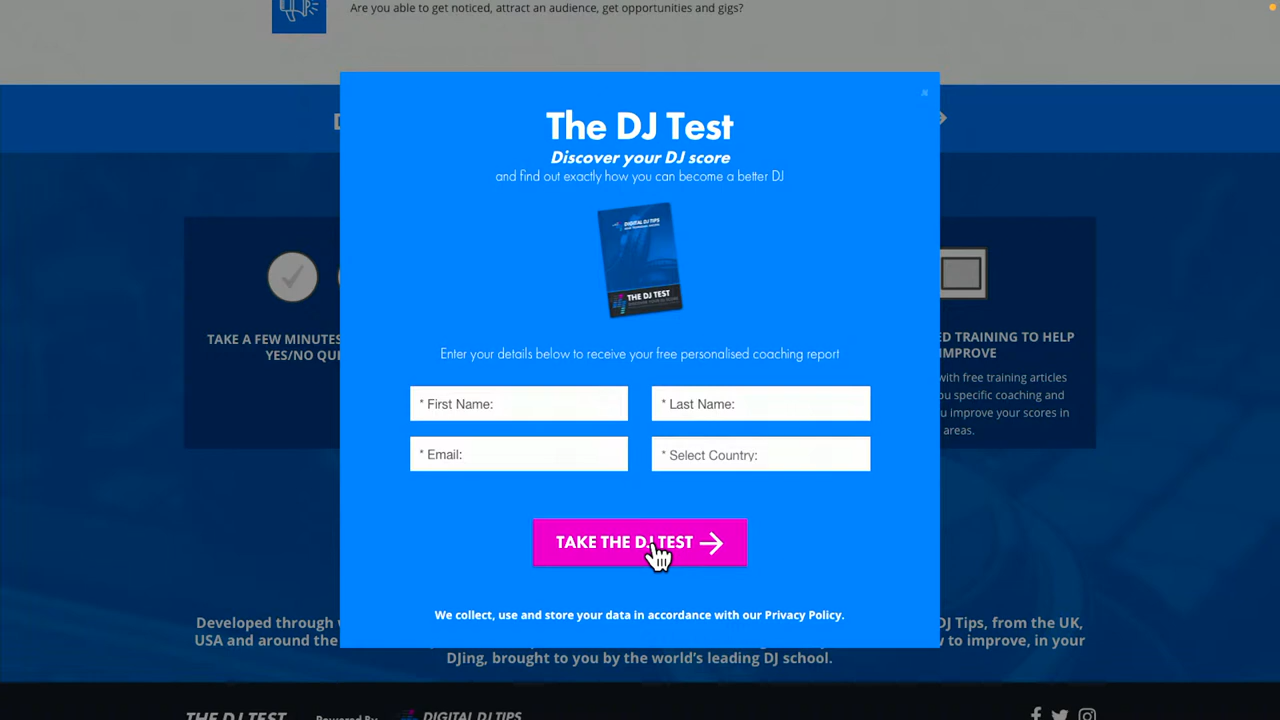 Are you able to get noticed, attract an audience, get opportunities and gigs?
The DJ Test
Discover your DJ score
and find out exactly how you can become a better DJ
DIGITAL DJ TIPS
THE DJ TEST
Enter your details below to receive your free personalised coaching report
* First Name:
* Last Name:
* Email:
* Select Country:
TAKE THE DJ TEST
We collect, use and store your data in accordance with our Privacy Policy.
TAKE A FEW MINUTES
YES/NO
TRAINING TO HELP
with free training articles
specific coaching and
improve your scores in
areas.
Developed through
DJ Tips, from the UK,
USA and around the
to improve, in your
DJing, brought to you by the world's leading DJ school.
THE DJ TEST
Powered By
DIGITAL DJ TIPS